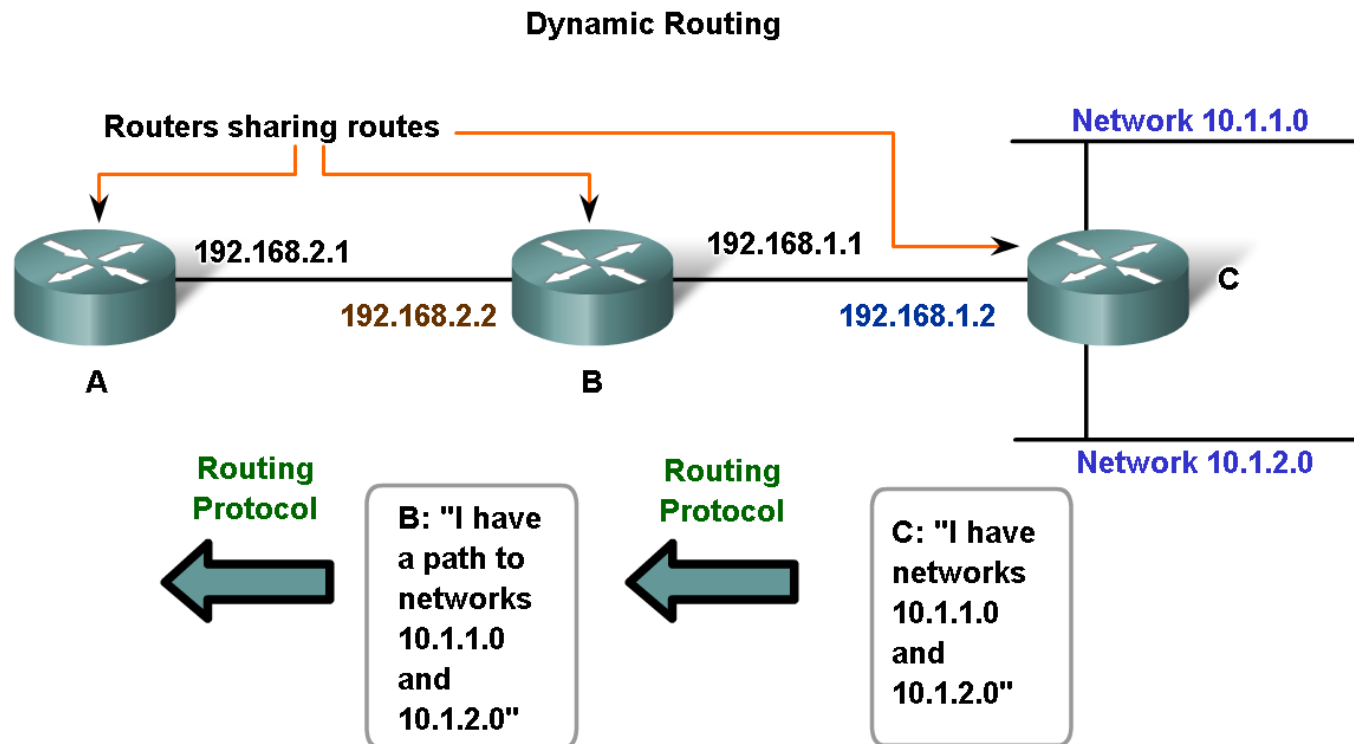 Dynamic Routing
Routers sharing routes
Network 10.1.1.0
192.168.2.1
192.168.1.1
C
192.168.2.2
192.168.1.2
A
B
Network 10.1.2.0
Routing
Protocol
B: "I have
a path to
networks
10.1.1.0
and
10.1.2.0"
Routing
Protocol
C: "I have
networks
10.1.1.0
and
10.1.2.0"